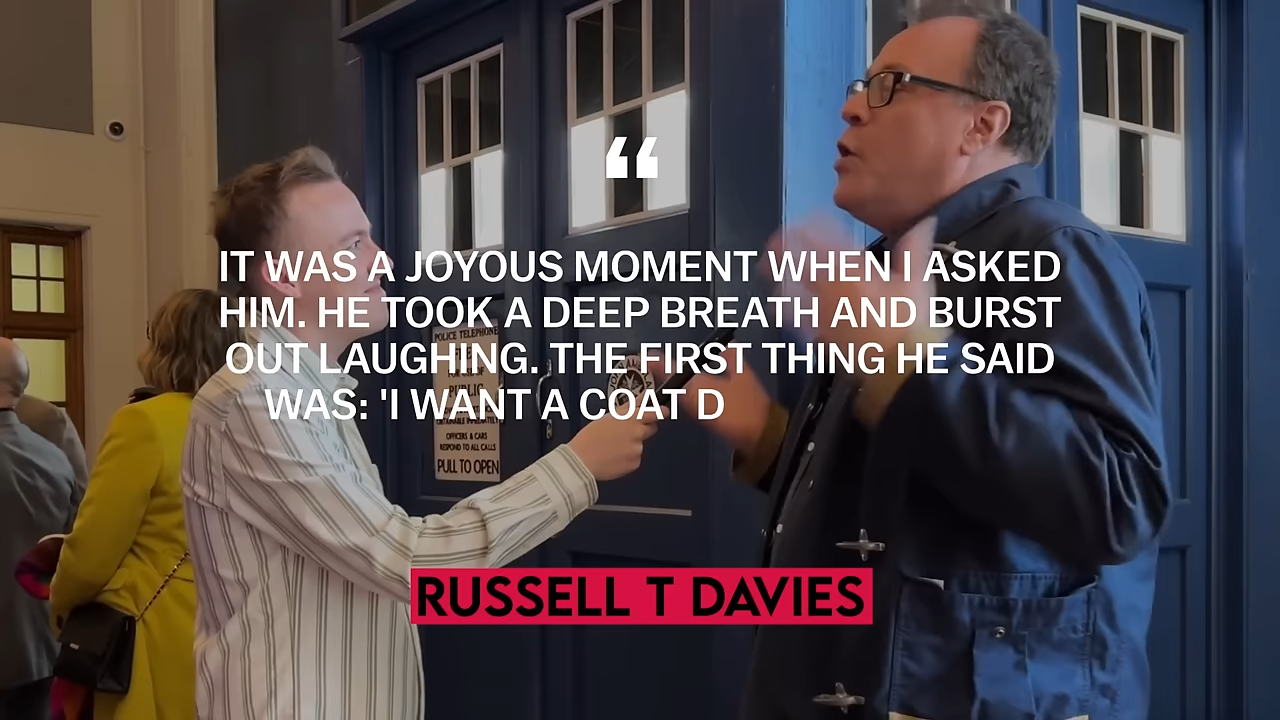 “
IT WAS A JOYOUS MOMENT WHEN I ASKED
HIM. HE TOOK A DEEP BREATH AND BURST
OUT LAUGHING. THE FIRST THING HE SAID
WAS: 'I WANT A COAT D
POLICE TELEPHONE
PUBLIC
OFFICERS & CARS
RESPOND TO ALL CALLS
PULL TO OPEN
RUSSELL T DAVIES